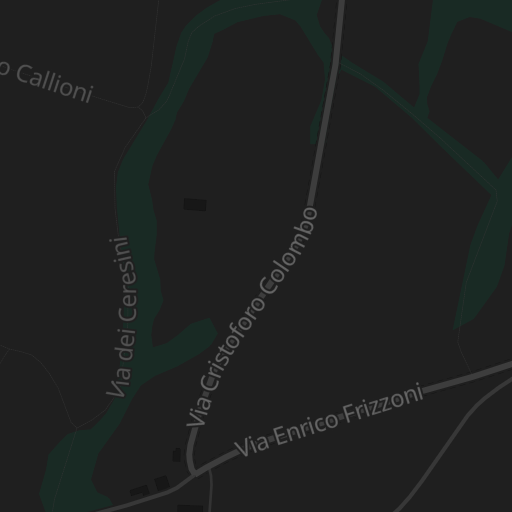 o Callioni
Via dei Ceresini
Via Cristoforo Colombo
Via Enrico Frizzoni